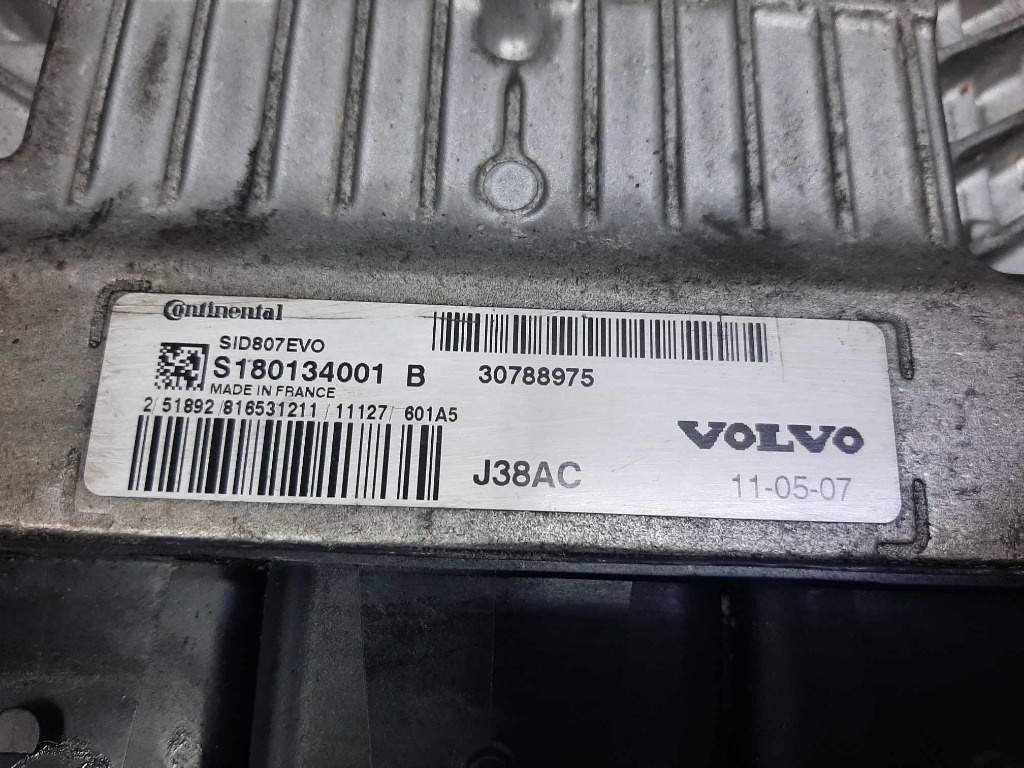 Continental
SID807EVO
S180134001 B
MADE IN FRANCE
2/51892/816531211/11127/601A5
30788975
J38AC
VOLVO
11-05-07